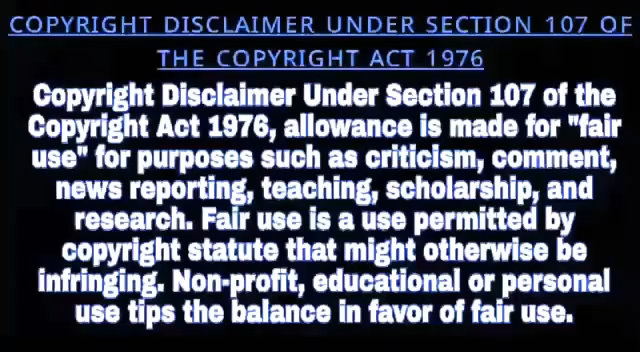 COPYRIGHT DISCLAIMER UNDER SECTION 107 OF
THE COPYRIGHT ACT 1976
Copyright Disclaimer Under Section 107 of the
Copyright Act 1976, allowance is made for "fair
use" for purposes such as criticism, comment,
news reporting, teaching, scholarship, and
research. Fair use is a use permitted by
copyright statute that might otherwise be
infringing. Non-profit, educational or personal
use tips the balance in favor of fair use.